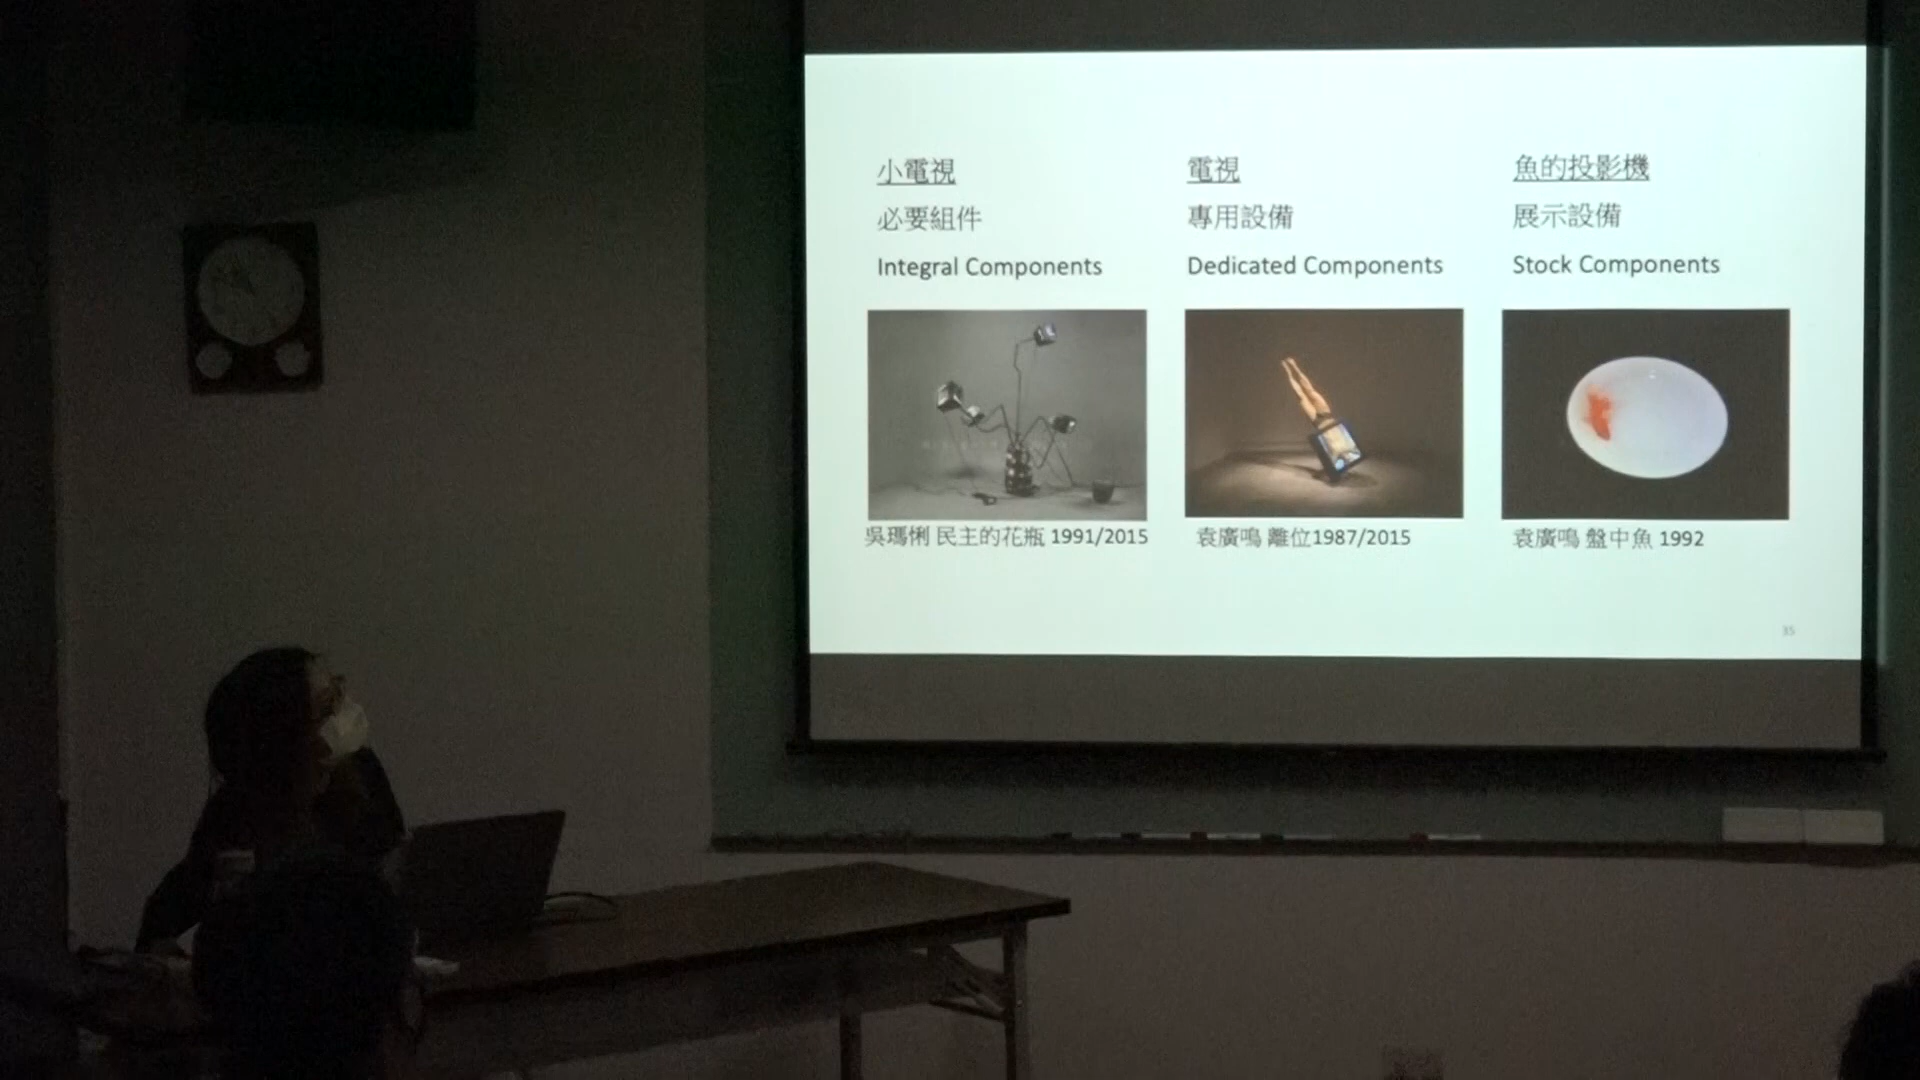 小電視
必要組件
Integral Components
吳瑪悧 民主的花瓶 1991/2015
電視
專用設備
Dedicated Components
袁廣鳴 離位1987/2015
魚的投影機
展示設備
Stock Components
袁廣鳴 盤中魚 1992
35